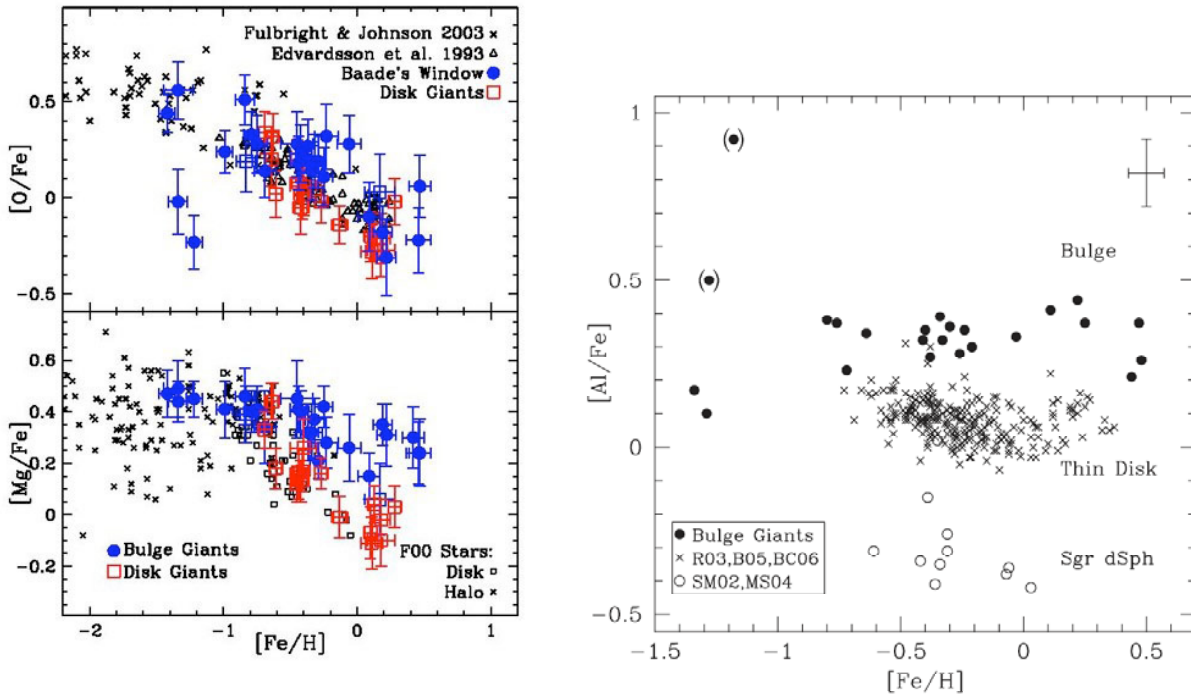 Fulbright & Johnson 2003 ×
Edvardsson et al. 1993
Baade's Window
Disk Giants
0.5
0
−0.5
[O/Fe]
0.6
0.4
0.2
0
−0.2
[Mg/Fe]
Bulge Giants
Disk Giants
F00 Stars:
Disk
Halo ×
−2
−1
0
1
[Fe/H]
1
0.5
0
−0.5
[Al/Fe]
( )
( )
Bulge
Thin Disk
Sgr dSph
Bulge Giants
× R03,B05,BC06
SM02,MS04
−1.5
−1
−0.5
0
0.5
[Fe/H]